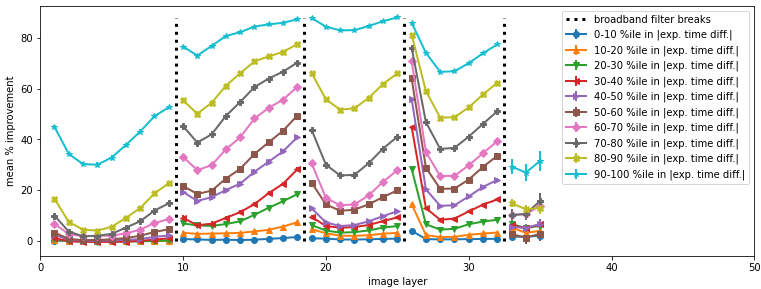 broadband filter breaks
0-10 %ile in |exp. time diff.|
10-20 %ile in |exp. time diff.|
20-30 %ile in |exp. time diff.|
30-40 %ile in |exp. time diff.|
40-50 %ile in |exp. time diff.|
50-60 %ile in |exp. time diff.|
60-70 %ile in |exp. time diff.|
70-80 %ile in |exp. time diff.|
80-90 %ile in |exp. time diff.|
90-100 %ile in |exp. time diff.|
mean % improvement
80
60
40
20
0
0 10 20 30 40 50
image layer